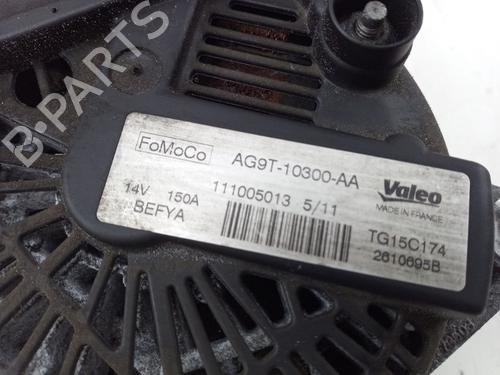 B-PARTS
FoMoCo
AG9T-10300-AA
Valeo
MADE IN FRANCE
14V 150A
111005013 5/11
BEFYA
TG15C174
2610695B